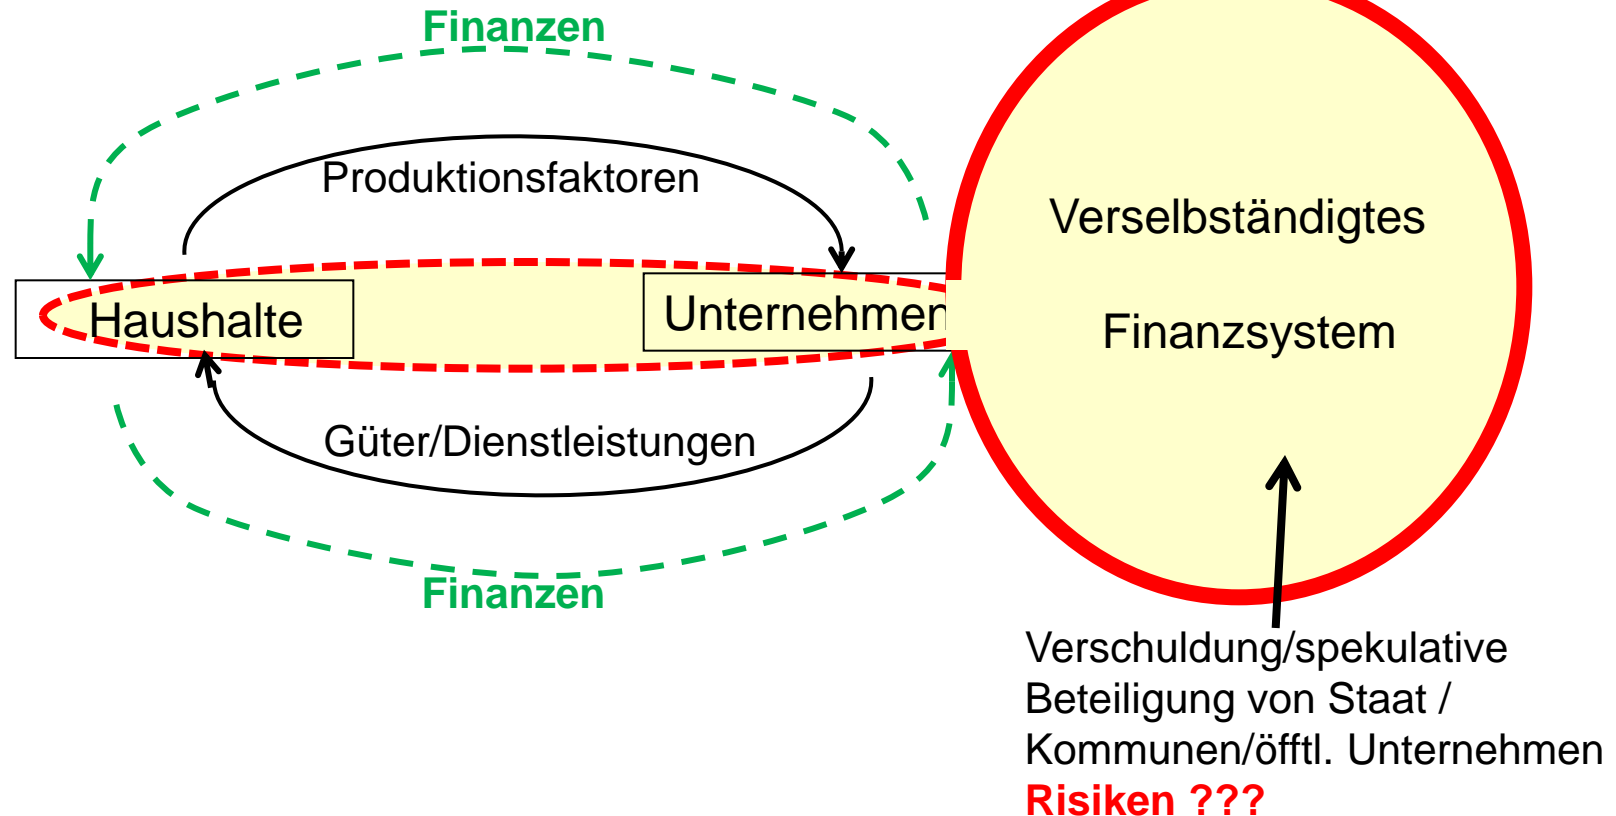 Finanzen
Produktionsfaktoren
Verselbständigtes
Haushalte
Unternehmen
Finanzsystem
Güter/Dienstleistungen
Finanzen
Verschuldung/spekulative
Beteiligung von Staat /
Kommunen/öfftl. Unternehmen
Risiken ???